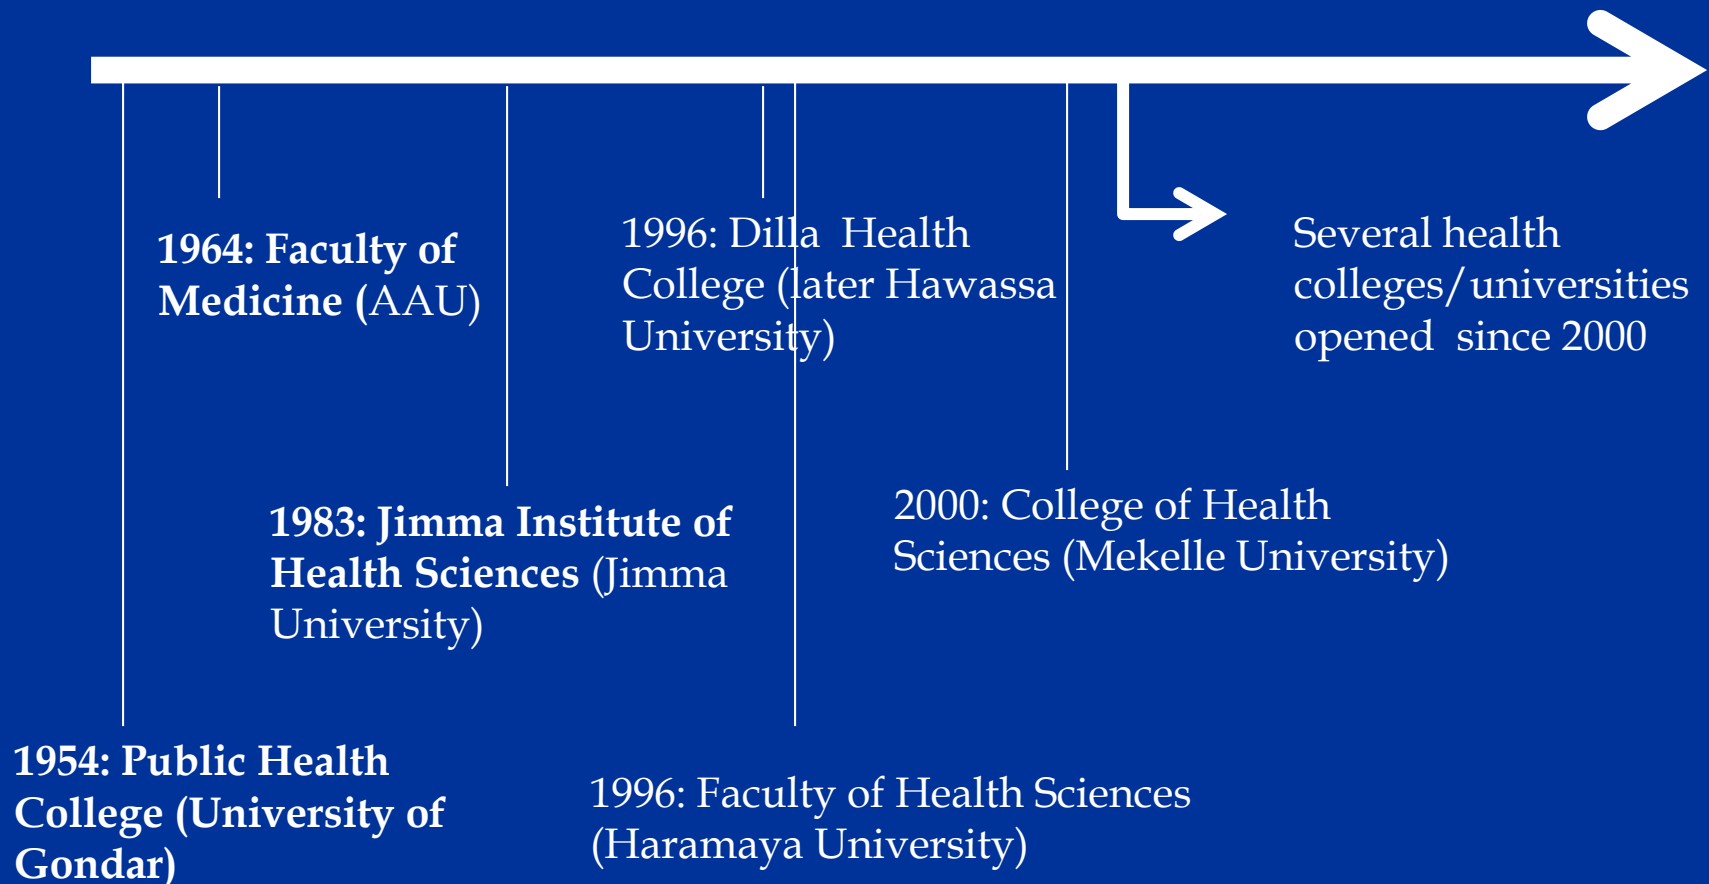 1964: Faculty of
Medicine (AAU)
1996: Dilla  Health
College (later Hawassa
University)
Several health
colleges/universities
opened  since 2000
1983: Jimma Institute of
Health Sciences (Jimma
University)
2000: College of Health
Sciences (Mekelle University)
1954: Public Health
College (University of
Gondar)
1996: Faculty of Health Sciences
(Haramaya University)